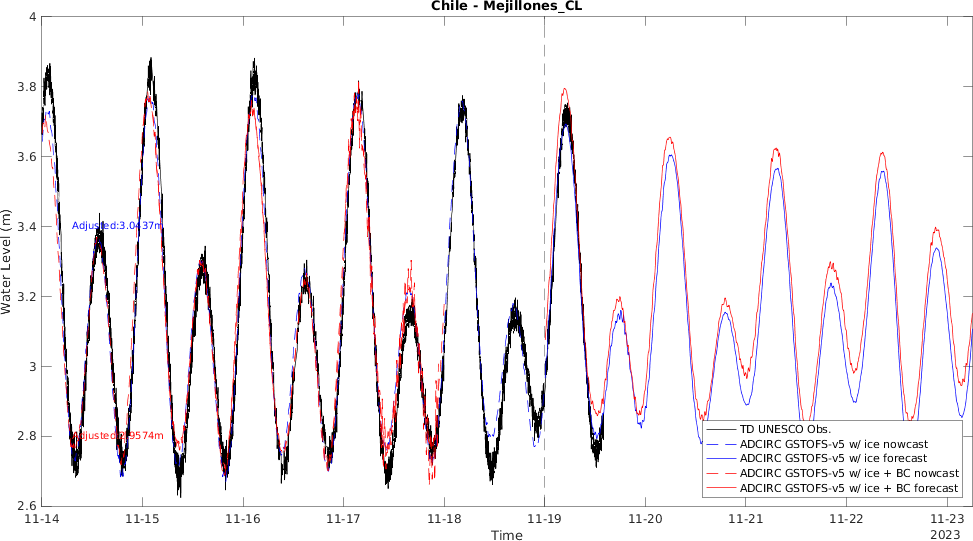 Chile - Mejillones_CL
Water Level (m)
4
3.8
3.6
3.4
3.2
3
2.8
2.6
Adjusted:3.0437m
Adjusted:2.9574m
TD UNESCO Obs.
ADCIRC GSTOFS-v5 w/ ice nowcast
ADCIRC GSTOFS-v5 w/ ice forecast
ADCIRC GSTOFS-v5 w/ ice + BC nowcast
ADCIRC GSTOFS-v5 w/ ice + BC forecast
11-14 11-15 11-16 11-17 11-18 11-19 11-20 11-21 11-22 11-23
Time
2023